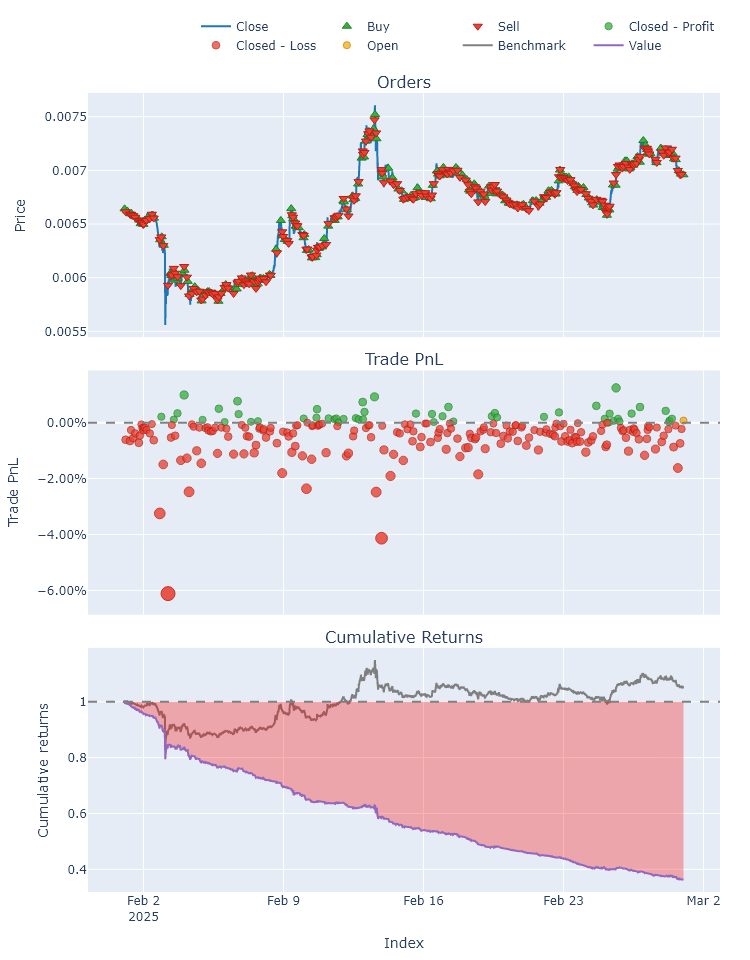 Close Buy Sell Closed - Profit
Closed - Loss Open Benchmark Value
Orders
0.0075
0.007
0.0065
0.006
0.0055
Price
Trade PnL
0.00%
−2.00%
−4.00%
−6.00%
Trade PnL
Cumulative Returns
1
0.8
0.6
0.4
Cumulative returns
Feb 2 Feb 9 Feb 16 Feb 23 Mar 2
2025
Index